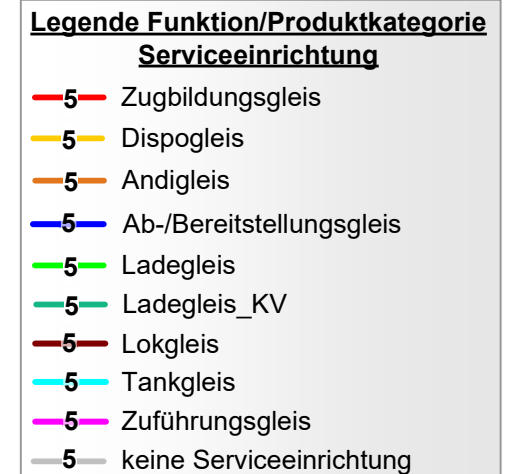 Legende Funktion/Produktkategorie
Serviceeinrichtung
5 Zugbildungsgleis
5 Dispogleis
5 Andigleis
5 Ab-/Bereitstellungsgleis
5 Ladegleis
5 Ladegleis_KV
5 Lokgleis
5 Tankgleis
5 Zuführungsgleis
5 keine Serviceeinrichtung